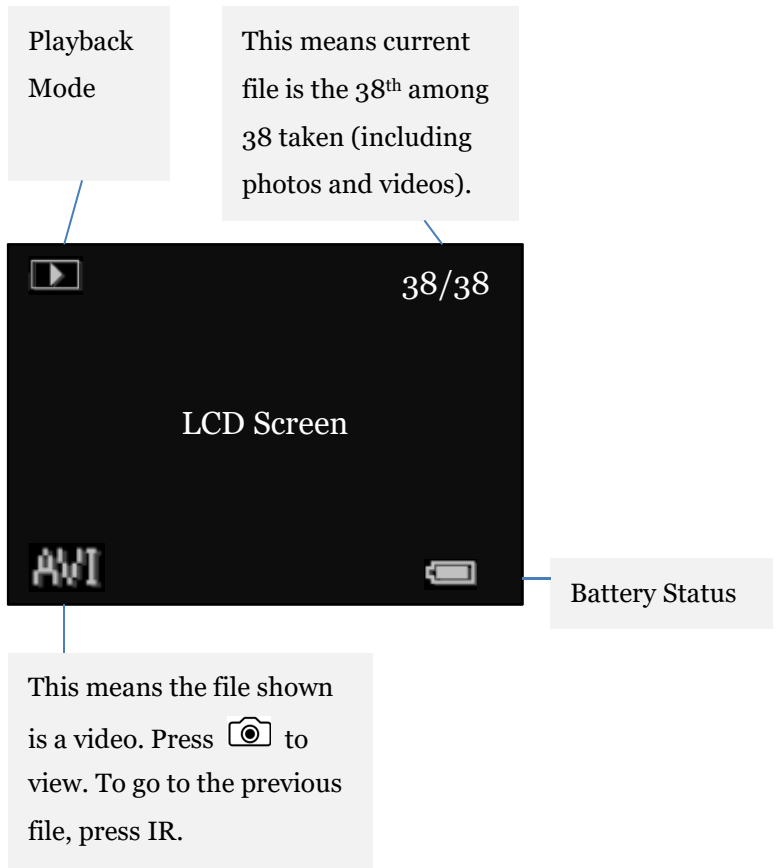 Playback
Mode
This means current
file is the 38th among
38 taken (including
photos and videos).
38/38
LCD Screen
AVI
Battery Status
This means the file shown
is a video. Press to
view. To go to the previous
file, press IR.